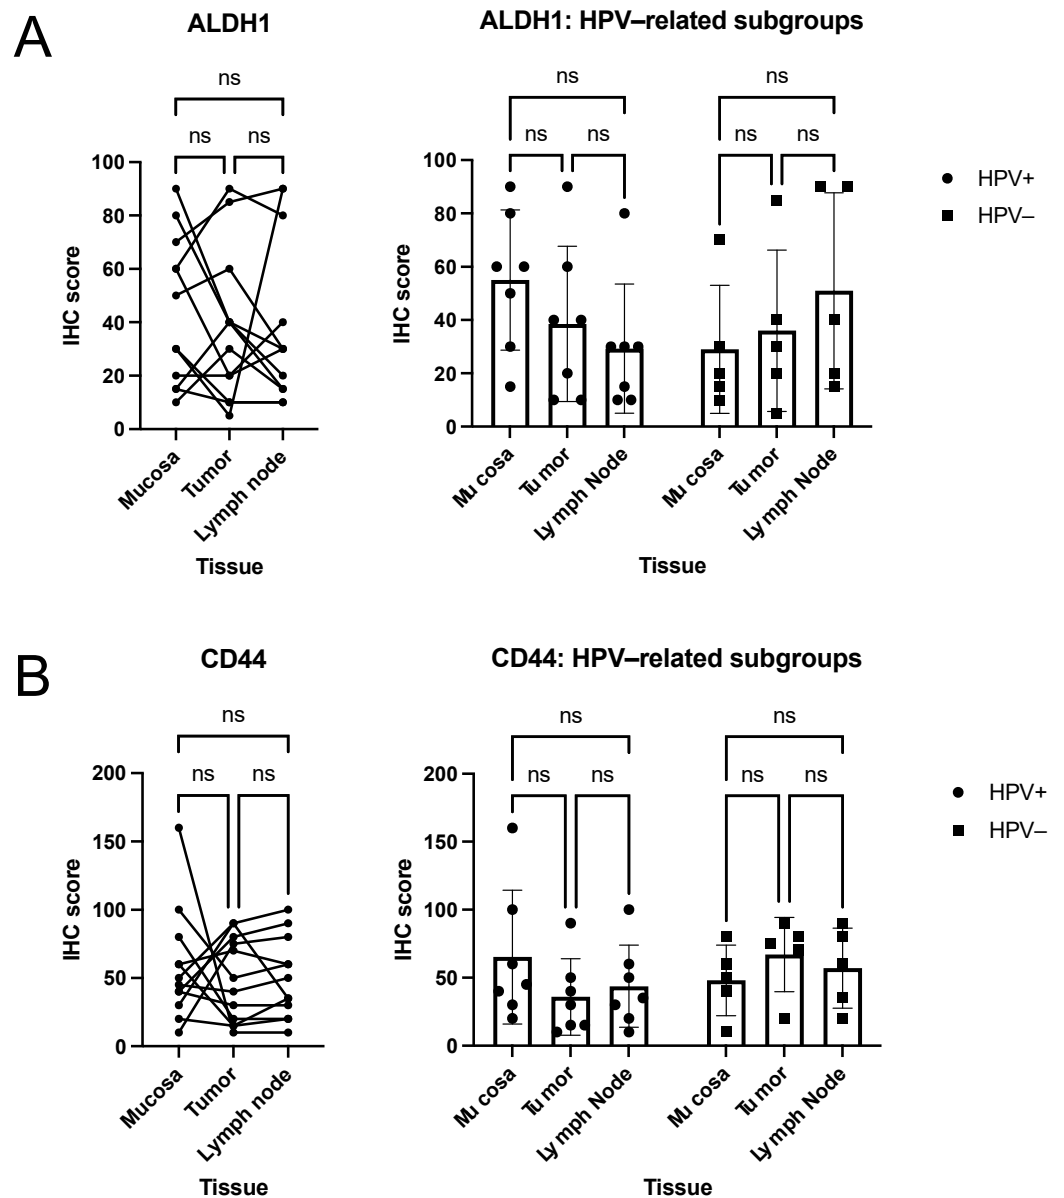 A
ALDH1
ALDH1: HPV–related subgroups
ns
ns ns
100
80
60
40
20
0
IHC score
Mucosa
Tumor
Lymph node
Tissue
ns
ns ns
ns
ns ns
100
80
60
40
20
0
IHC score
Mu cosa
Tu mor
Ly mph Node
Mu cosa
Tu mor
Ly mph Node
Tissue
HPV+
HPV–
B
CD44
CD44: HPV–related subgroups
ns
ns ns
200
150
100
50
0
IHC score
Mucosa
Tumor
Lymph node
Tissue
ns
ns ns
ns
ns ns
200
150
100
50
0
IHC score
Mu cosa
Tu mor
Ly mph Node
Mu cosa
Tu mor
Ly mph Node
Tissue
HPV+
HPV–